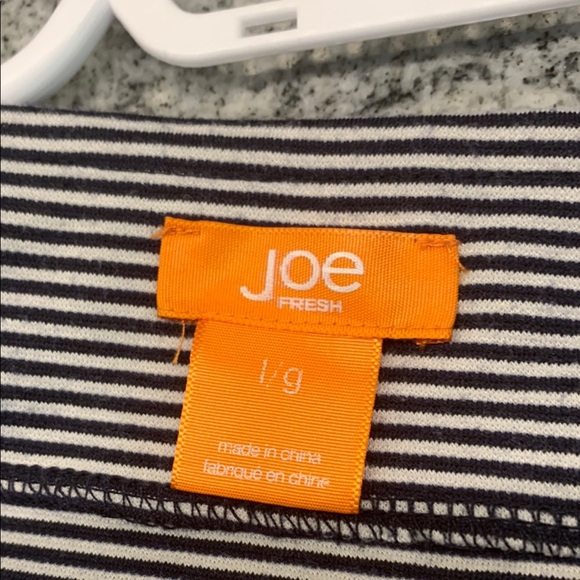 joe
FRESH
l/g
made in china
fabriqué en chine